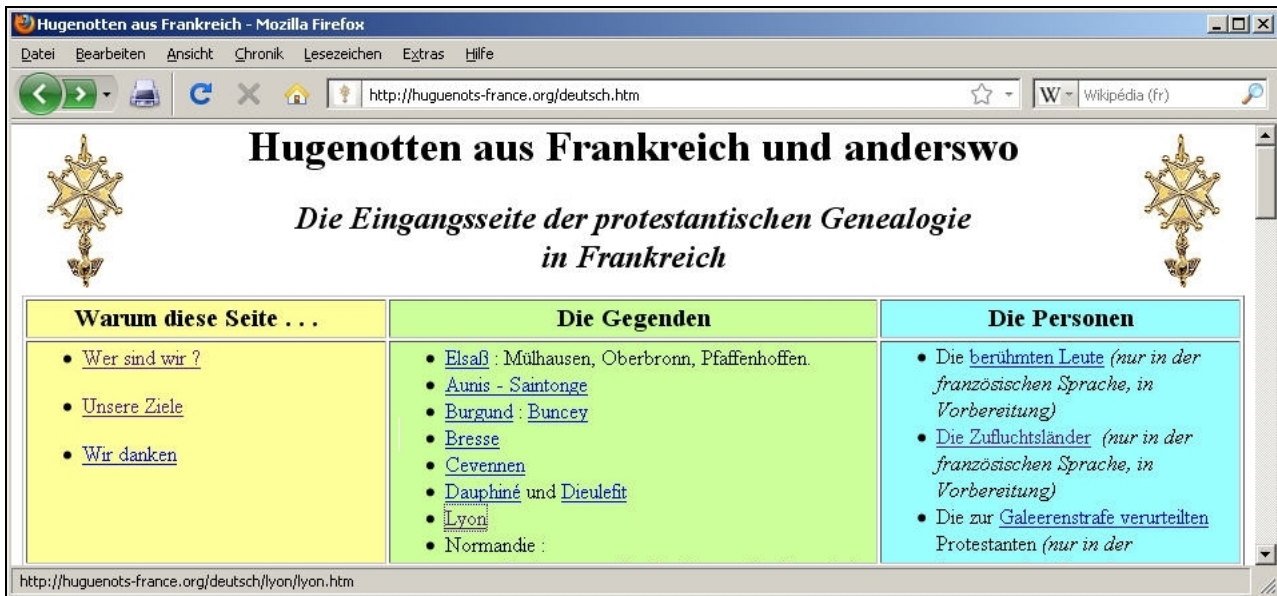 Hugenotten aus Frankreich - Mozilla Firefox
Datei Bearbeiten Ansicht Chronik Lesezeichen Extras Hilfe
http://huguenots-france.org/deutsch.htm
W Wikipédia (fr)
Hugenotten aus Frankreich und anderswo
Die Eingangsseite der protestantischen Genealogie
in Frankreich
Warum diese Seite . . .
Wer sind wir ?
Unsere Ziele
Wir danken
Die Gegenden
Elsaß : Mülhausen, Oberbronn, Pfaffenhoffen.
Aunis - Saintonge
Burgund : Buncey
Bresse
Cevennen
Dauphiné und Dieulefit
Lyon
Normandie :
Die Personen
Die berühmten Leute (nur in der
französischen Sprache, in
Vorbereitung)
Die Zufluchtsländer (nur in der
französischen Sprache, in
Vorbereitung)
Die zur Galeerenstrafe verurteilten
Protestanten (nur in der
http://huguenots-france.org/deutsch/lyon/lyon.htm